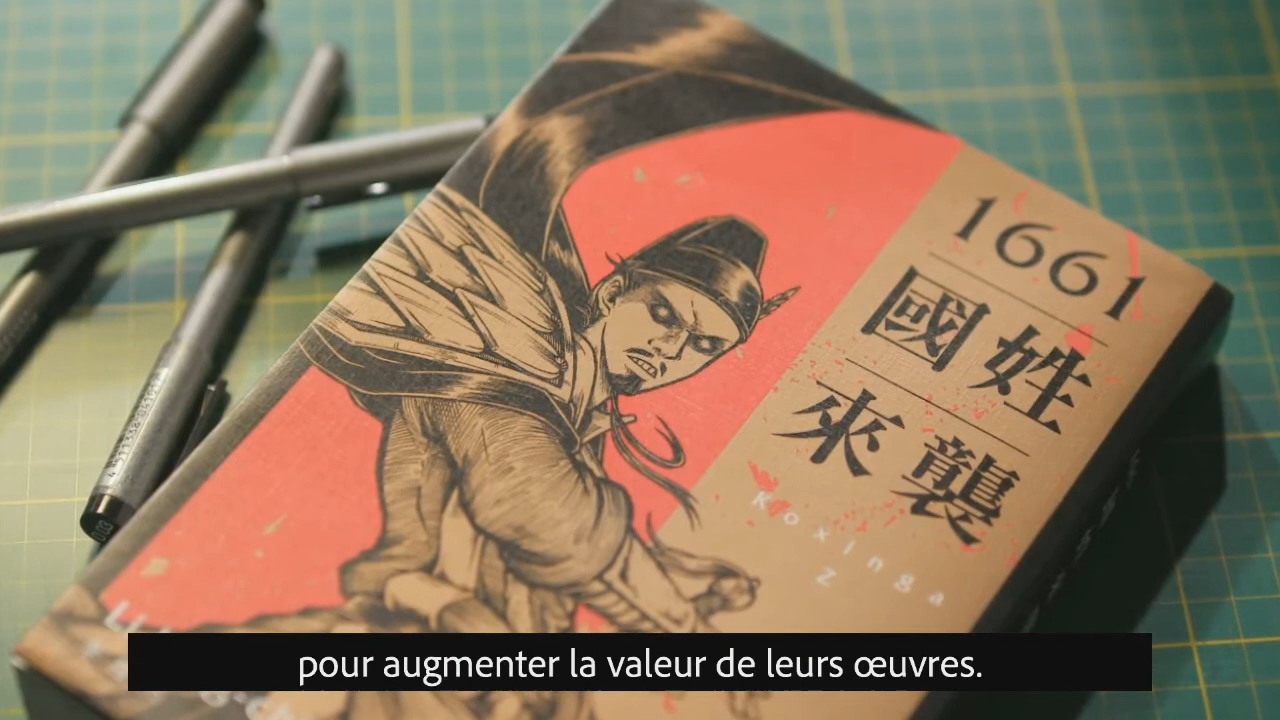 1661
國姓
來襲
Koxinga
Z
pour augmenter la valeur de leurs œuvres.